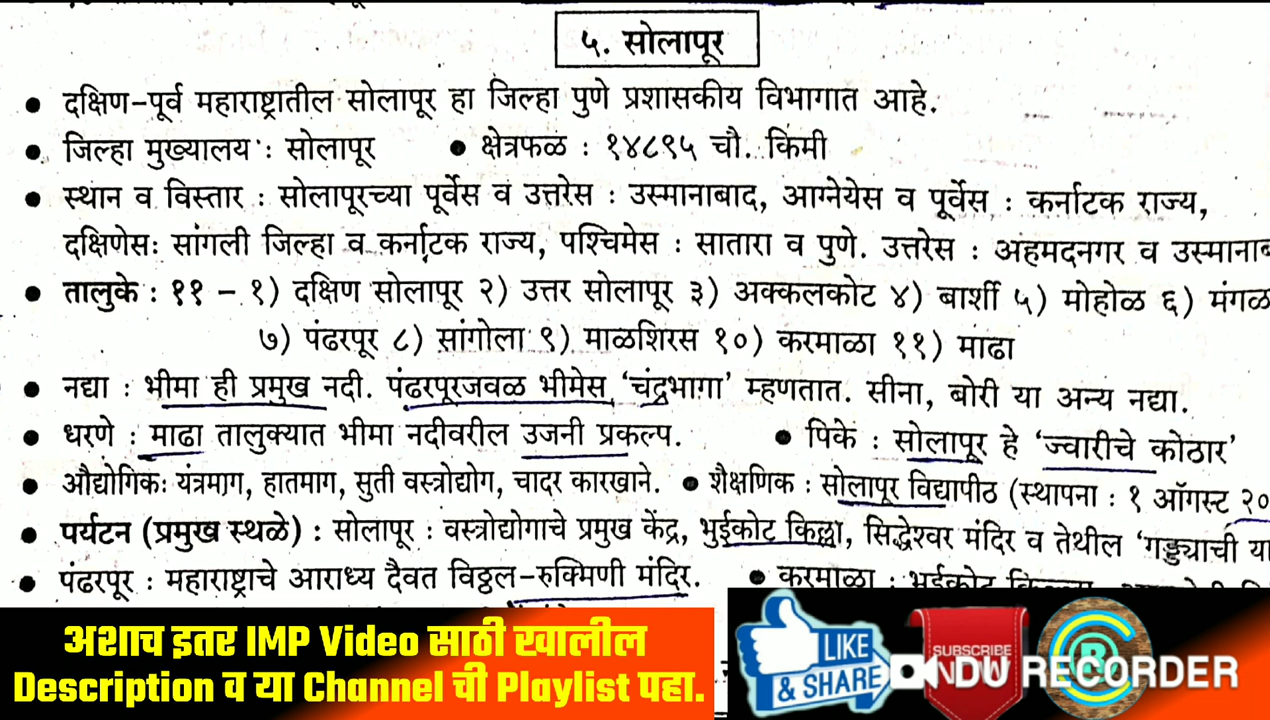 ५. सोलापूर
● दक्षिण-पूर्व महाराष्ट्रातील सोलापूर हा जिल्हा पुणे प्रशासकीय विभागात आहे.
● जिल्हा मुख्यालय : सोलापूर ● क्षेत्रफळ : १४८९५ चौ. किमी
● स्थान व विस्तार : सोलापूरच्या पूर्वेस व उत्तरेस : उस्मानाबाद, आग्नेयेस व पूर्वेस : कर्नाटक राज्य,
दक्षिणेस: सांगली जिल्हा व कर्नाटक राज्य, पश्चिमेस : सातारा व पुणे. उत्तरेस : अहमदनगर व उस्मानाब
● तालुके : ११ - १) दक्षिण सोलापूर २) उत्तर सोलापूर ३) अक्कलकोट ४) बार्शी ५) मोहोळ ६) मंगळ
७) पंढरपूर ८) सांगोला ९) माळशिरस १०) करमाळा ११) माढा
● नद्या : भीमा ही प्रमुख नदी. पंढरपूरजवळ भीमेस 'चंद्रभागा' म्हणतात. सीना, बोरी या अन्य नद्या.
● धरणे : माढा तालुक्यात भीमा नदीवरील उजनी प्रकल्प. ● पिके : सोलापूर हे 'ज्वारीचे कोठार'
● औद्योगिक: यंत्रमाग, हातमाग, सुती वस्त्रोद्योग, चादर कारखाने. ● शैक्षणिक : सोलापूर विद्यापीठ (स्थापना : १ ऑगस्ट २०
● पर्यटन (प्रमुख स्थळे) : सोलापूर : वस्त्रोद्योगाचे प्रमुख केंद्र, भुईकोट किल्ला, सिद्धेश्वर मंदिर व तेथील 'गड्ड्याची या
● पंढरपूर : महाराष्ट्राचे आराध्य दैवत विठ्ठल-रुक्मिणी मंदिर. ● करमाळा : भुईकोट किल्ला,
अशाच इतर IMP Video साठी खालील
Description व या Channel ची Playlist पहा.
LIKE
& SHARE
SUBSCRIBE
DU RECORDER